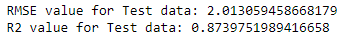 RMSE value for Test data: 2.013059458668179
R2 value for Test data: 0.8739751989416658